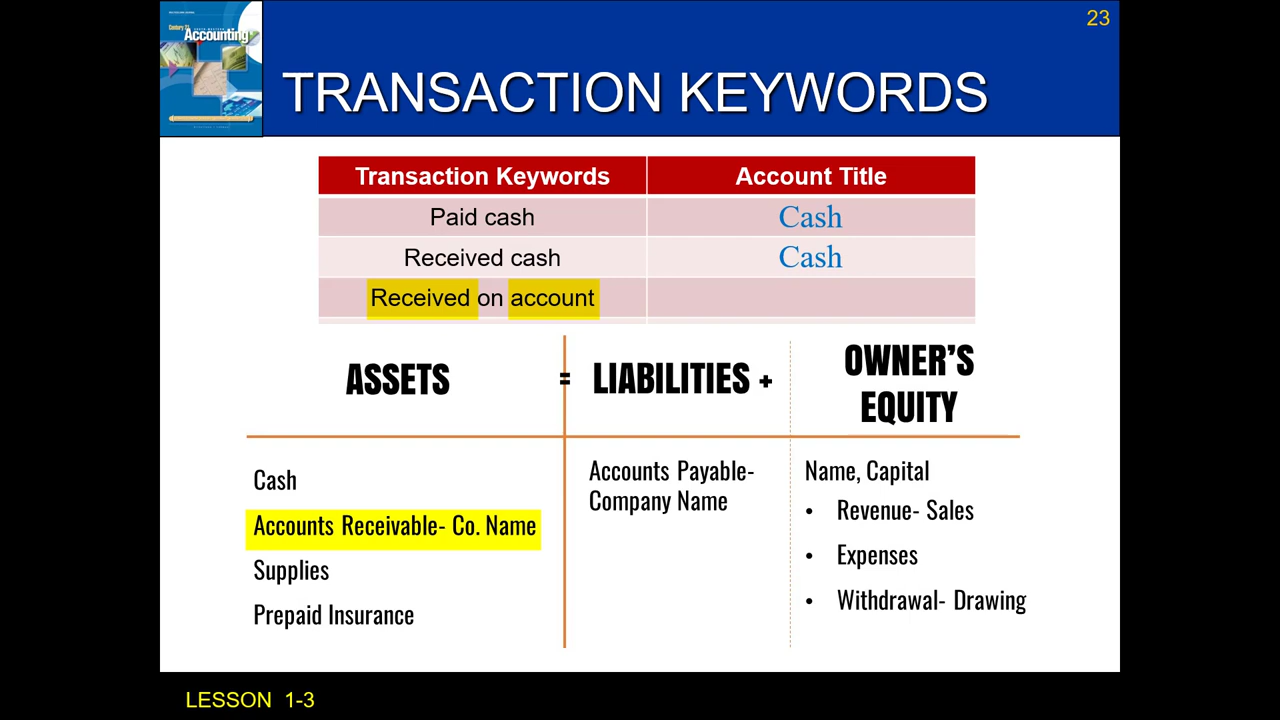 23
Century 21
Accounting
TRANSACTION KEYWORDS
Transaction Keywords Account Title
Paid cash Cash
Received cash Cash
Received on account
ASSETS = LIABILITIES + OWNER’S
EQUITY
Cash
Accounts Receivable- Co. Name
Supplies
Prepaid Insurance
Accounts Payable-
Company Name
Name, Capital
• Revenue- Sales
• Expenses
• Withdrawal- Drawing
LESSON 1-3